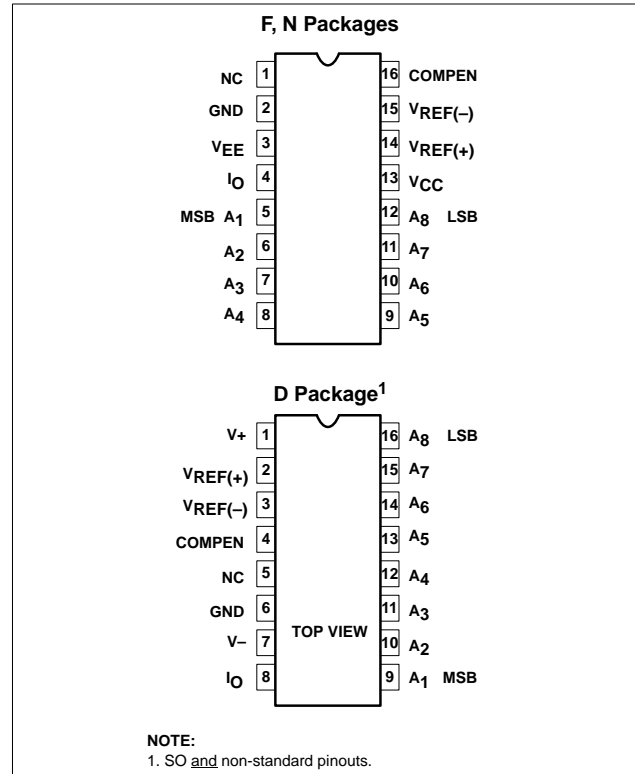 F, N Packages
NC 1 16 COMPEN
GND 2 15 VREF(–)
VEE 3 14 VREF(+)
IO 4 13 VCC
MSB A1 5 12 A8 LSB
A2 6 11 A7
A3 7 10 A6
A4 8 9 A5
D Package1
V+ 1 16 A8 LSB
VREF(+) 2 15 A7
VREF(–) 3 14 A6
COMPEN 4 13 A5
NC 5 12 A4
GND 6 11 A3
TOP VIEW
V– 7 10 A2
IO 8 9 A1 MSB
NOTE:
1. SO and non-standard pinouts.